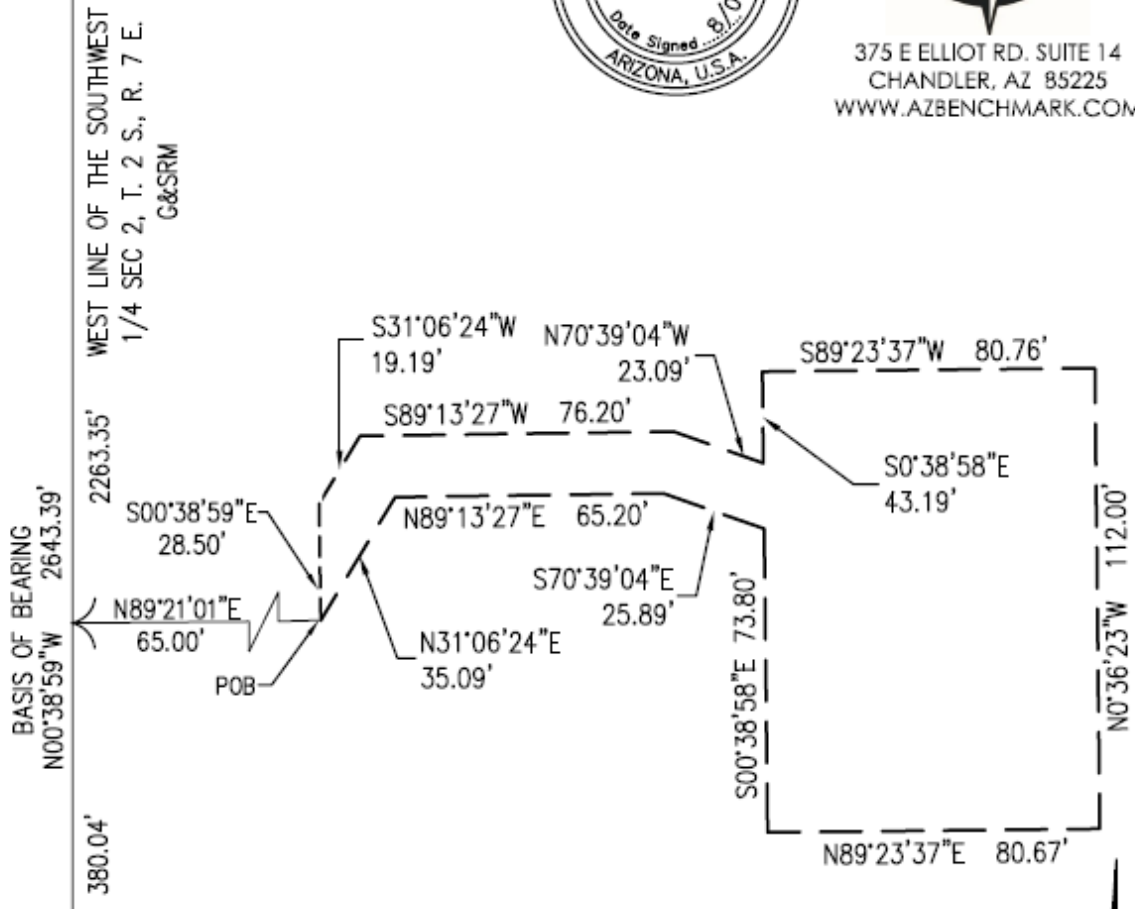 Date Signed ........ 8/0
ARIZONA, U.S.A.
375 E ELLIOT RD. SUITE 14
CHANDLER, AZ 85225
WWW.AZBENCHMARK.COM
WEST LINE OF THE SOUTHWEST
1/4 SEC 2, T. 2 S., R. 7 E.
G&SRM
2263.35'
BASIS OF BEARING
N00°38'59"W 2643.39'
380.04'
S31°06'24"W
19.19'
N70°39'04"W
23.09'
S89°23'37"W 80.76'
S89°13'27"W 76.20'
S0°38'58"E
43.19'
S00°38'59"E
28.50'
N89°13'27"E 65.20'
N89°21'01"E
65.00'
S70°39'04"E
25.89'
N31°06'24"E
35.09'
POB
S00°38'58"E 73.80'
N0°36'23"W 112.00'
N89°23'37"E 80.67'